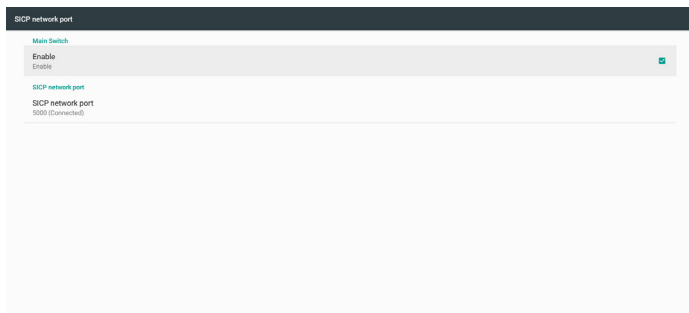 SICP network port
Main Switch
Enable
Enable
SICP network port
SICP network port
5000 (Connected)